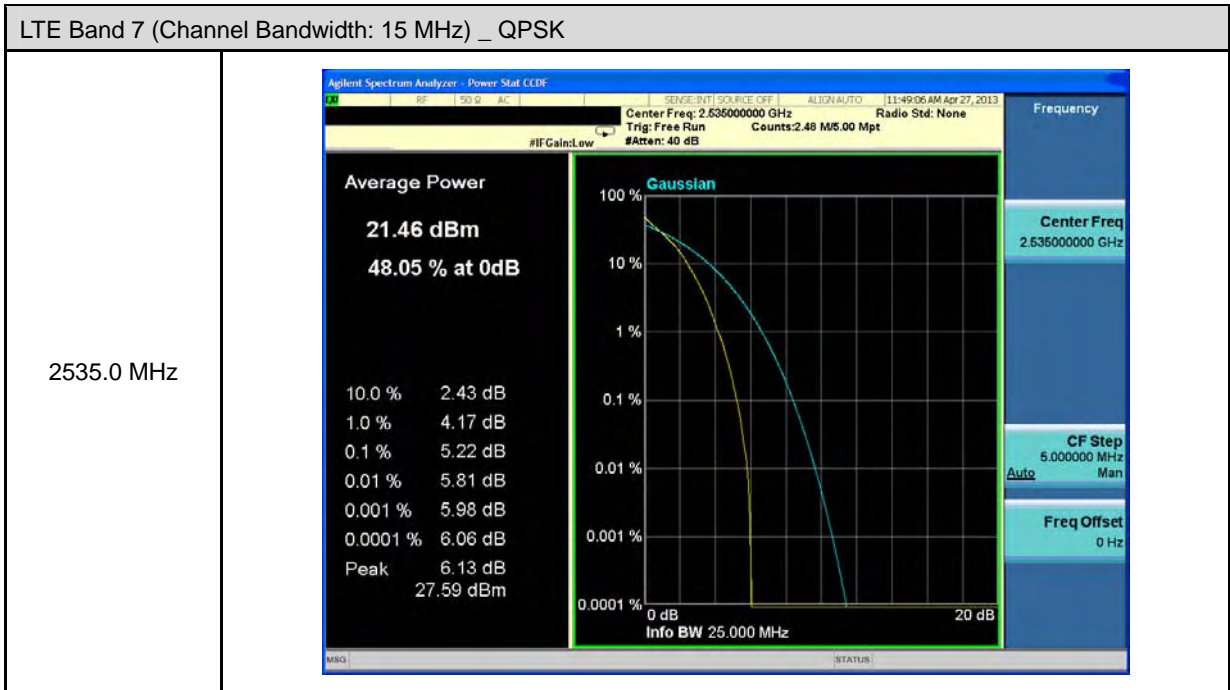 LTE Band 7 (Channel Bandwidth: 15 MHz) _ QPSK
2535.0 MHz
Agilent Spectrum Analyzer - Power Stat CCDF
RF 50 Ω AC SENSE:INT SOURCE OFF ALIGN AUTO 11:49:06 AM Apr 27, 2013
Center Freq: 2.535000000 GHz Radio Std: None
Trig: Free Run Counts:2.48 M/5.00 Mpt
#IFGain:Low #Atten: 40 dB
Frequency
Average Power
21.46 dBm
48.05 % at 0dB
10.0 % 2.43 dB
1.0 % 4.17 dB
0.1 % 5.22 dB
0.01 % 5.81 dB
0.001 % 5.98 dB
0.0001 % 6.06 dB
Peak 6.13 dB
27.59 dBm
Gaussian
100 %
10 %
1 %
0.1 %
0.01 %
0.001 %
0.0001 %
0 dB 20 dB
Info BW 25.000 MHz
Center Freq
2.535000000 GHz
CF Step
5.000000 MHz
Auto Man
Freq Offset
0 Hz
MSG STATUS